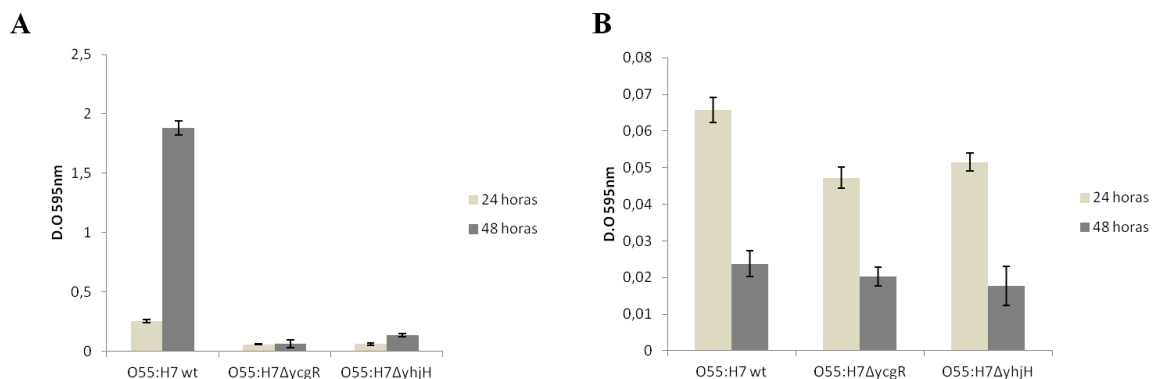 A
2,5
2
1,5
1
0,5
0
D.O 595nm
O55:H7 wt
O55:H7ΔycgR
O55:H7ΔyhjH
24 horas
48 horas
B
0,08
0,07
0,06
0,05
0,04
0,03
0,02
0,01
0
D.O 595nm
O55:H7 wt
O55:H7ΔycgR
O55:H7ΔyhjH
24 horas
48 horas